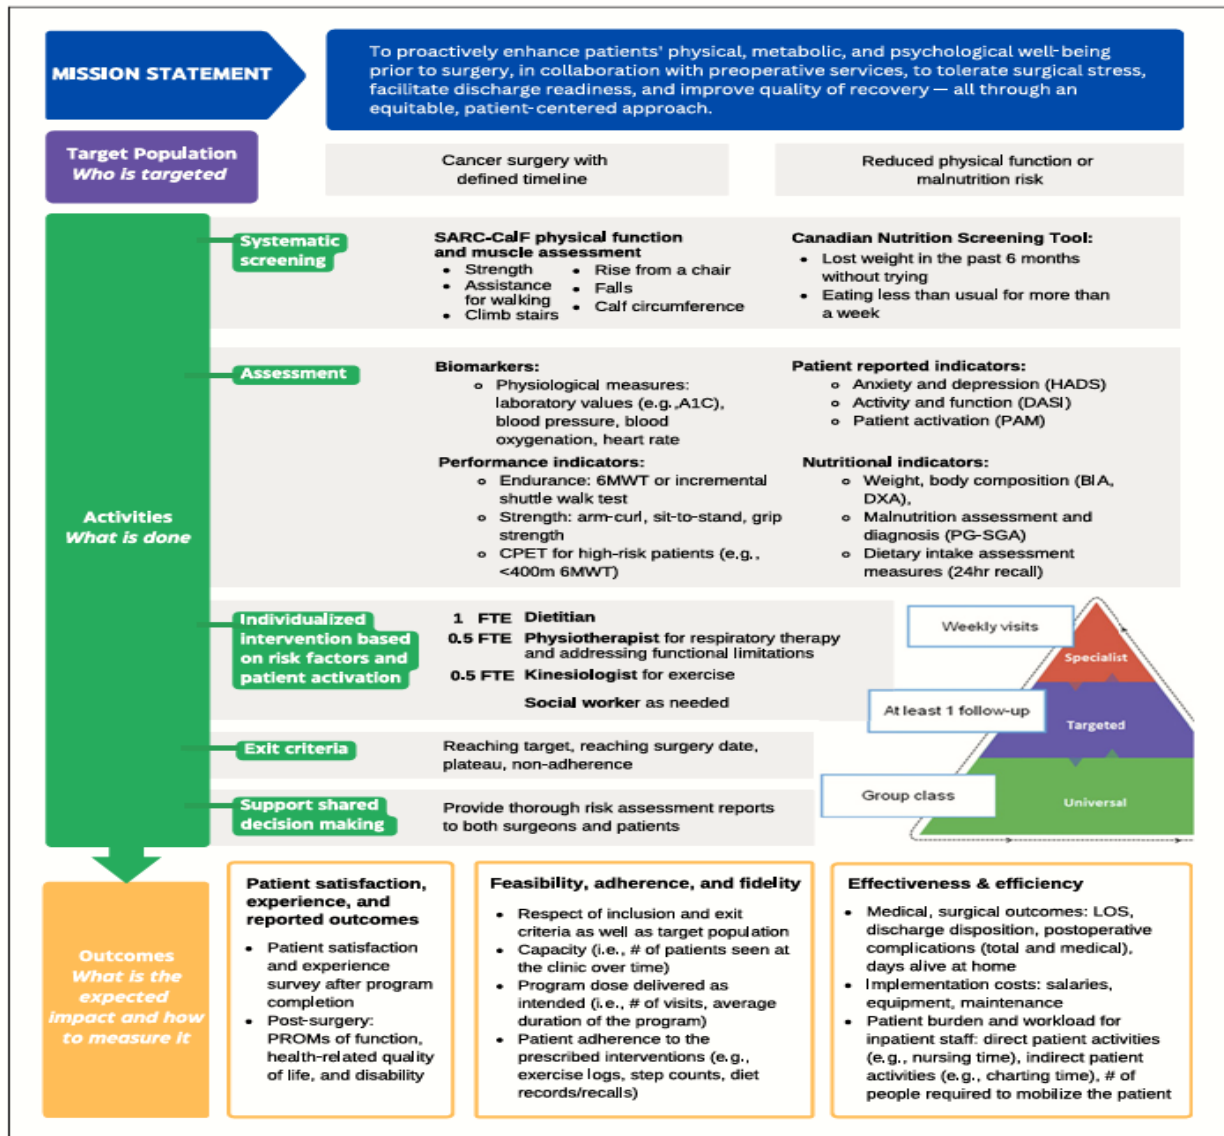 MISSION STATEMENT
To proactively enhance patients' physical, metabolic, and psychological well-being
prior to surgery, in collaboration with preoperative services, to tolerate surgical stress,
facilitate discharge readiness, and improve quality of recovery — all through an
equitable, patient-centered approach.
Target Population
Who is targeted
Cancer surgery with
defined timeline
Reduced physical function or
malnutrition risk
Activities
What is done
Systematic
screening
SARC-CalF physical function
and muscle assessment
• Strength
• Assistance
for walking
• Climb stairs
• Rise from a chair
• Falls
• Calf circumference
Canadian Nutrition Screening Tool:
• Lost weight in the past 6 months
without trying
• Eating less than usual for more than
a week
Assessment
Biomarkers:
o Physiological measures:
laboratory values (e.g.,A1C),
blood pressure, blood
oxygenation, heart rate
Patient reported indicators:
o Anxiety and depression (HADS)
o Activity and function (DASI)
o Patient activation (PAM)
Performance indicators:
o Endurance: 6MWT or incremental
shuttle walk test
o Strength: arm-curl, sit-to-stand, grip
strength
o CPET for high-risk patients (e.g.,
<400m 6MWT)
Nutritional indicators:
o Weight, body composition (BIA,
DXA),
o Malnutrition assessment and
diagnosis (PG-SGA)
o Dietary intake assessment
measures (24hr recall)
Individualized
intervention based
on risk factors and
patient activation
1 FTE Dietitian
0.5 FTE Physiotherapist for respiratory therapy
and addressing functional limitations
0.5 FTE Kinesiologist for exercise
Social worker as needed
Weekly visits
Specialist
At least 1 follow-up
Targeted
Group class
Universal
Exit criteria
Reaching target, reaching surgery date,
plateau, non-adherence
Support shared
decision making
Provide thorough risk assessment reports
to both surgeons and patients
Outcomes
What is the
expected
impact and how
to measure it
Patient satisfaction,
experience, and
reported outcomes
• Patient satisfaction
and experience
survey after program
completion
• Post-surgery:
PROMs of function,
health-related quality
of life, and disability
Feasibility, adherence, and fidelity
• Respect of inclusion and exit
criteria as well as target population
• Capacity (i.e., # of patients seen at
the clinic over time)
• Program dose delivered as
intended (i.e., # of visits, average
duration of the program)
• Patient adherence to the
prescribed interventions (e.g.,
exercise logs, step counts, diet
records/recalls)
Effectiveness & efficiency
• Medical, surgical outcomes: LOS,
discharge disposition, postoperative
complications (total and medical),
days alive at home
• Implementation costs: salaries,
equipment, maintenance
• Patient burden and workload for
inpatient staff: direct patient activities
(e.g., nursing time), indirect patient
activities (e.g., charting time), # of
people required to mobilize the patient